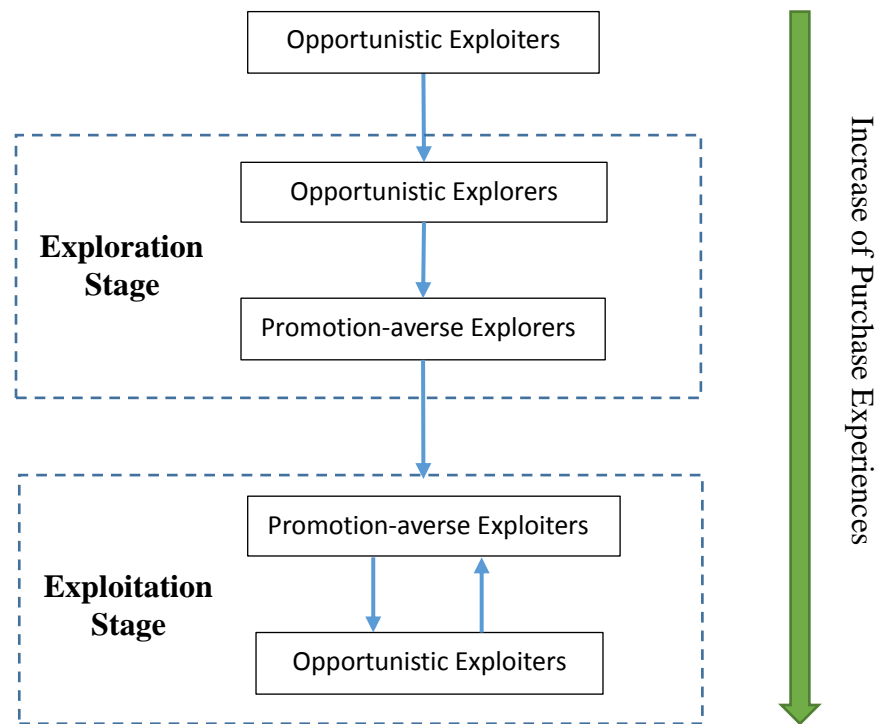 Opportunistic Exploiters
Opportunistic Explorers
Exploration
Stage
Promotion-averse Explorers
Promotion-averse Exploiters
Exploitation
Stage
Opportunistic Exploiters
Increase of Purchase Experiences